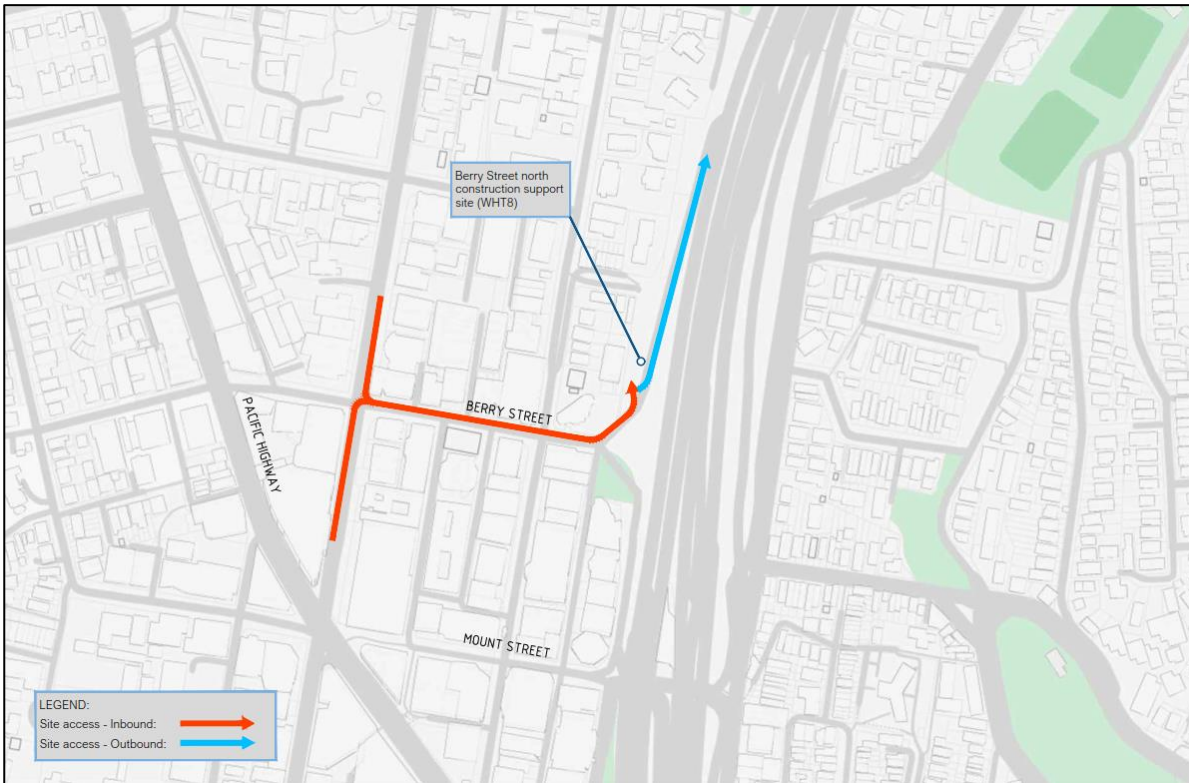 Berry Street north
construction support
site (WHT8)
BERRY STREET
PACIFIC HIGHWAY
MOUNT STREET
LEGEND:
Site access - Inbound:
Site access - Outbound: